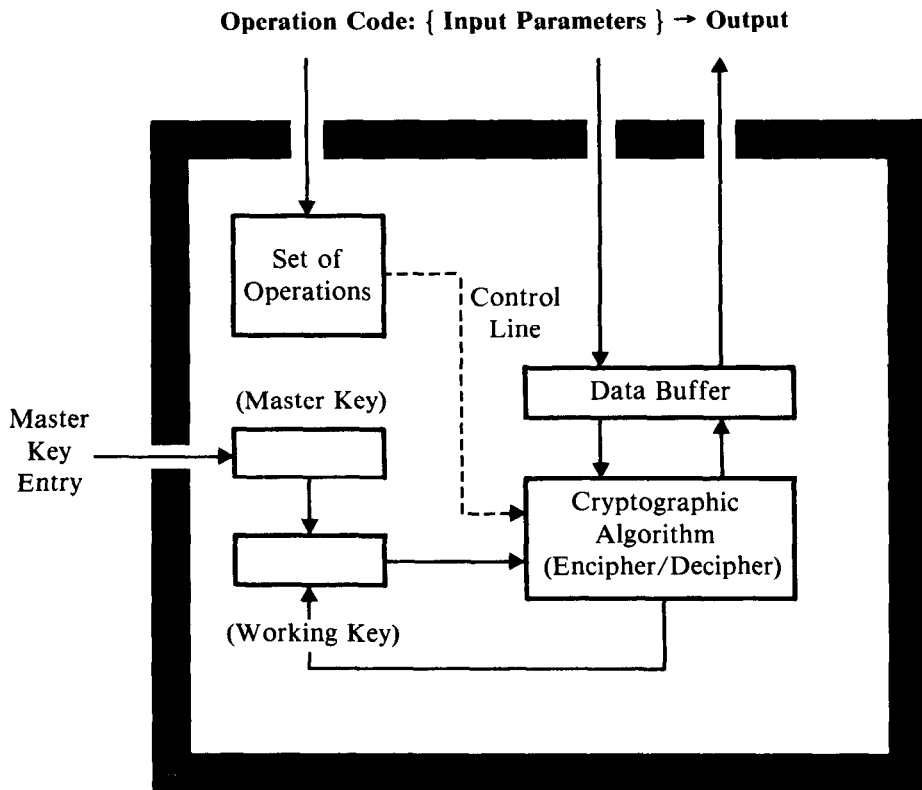 Operation Code: { Input Parameters } → Output
Set of
Operations
Control
Line
Data Buffer
(Master Key)
Master
Key
Entry
Cryptographic
Algorithm
(Encipher/Decipher)
(Working Key)